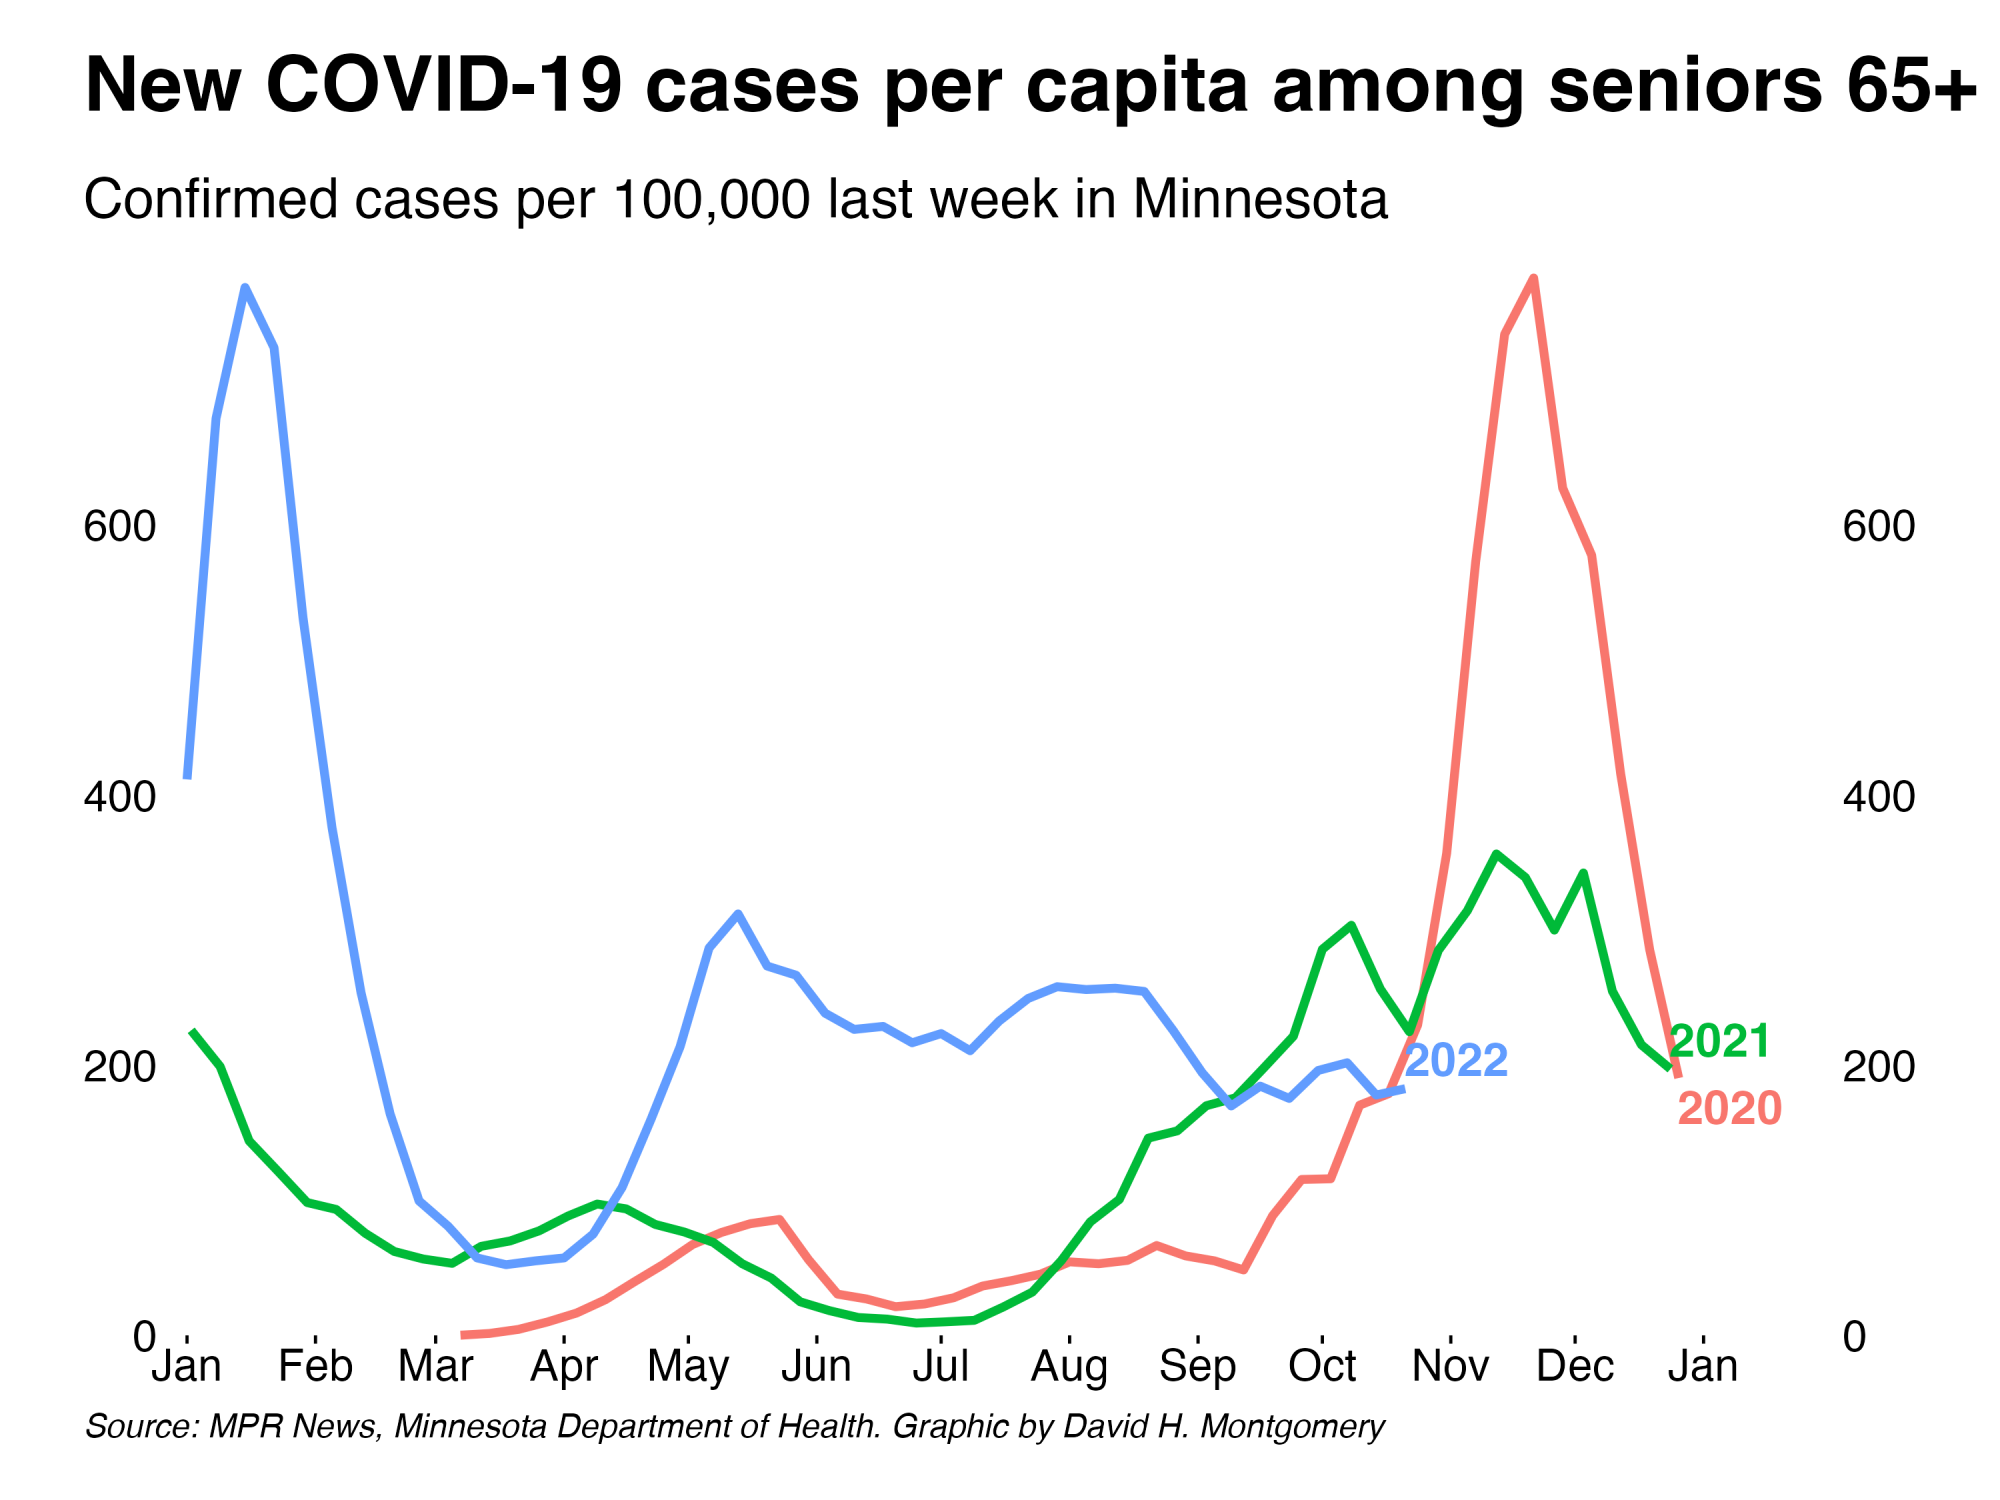 New COVID-19 cases per capita among seniors 65+
Confirmed cases per 100,000 last week in Minnesota
600 600
400 400
2021
2022
200 200
2020
0 0
Jan Feb Mar Apr May Jun Jul Aug Sep Oct Nov Dec Jan
Source: MPR News, Minnesota Department of Health. Graphic by David H. Montgomery